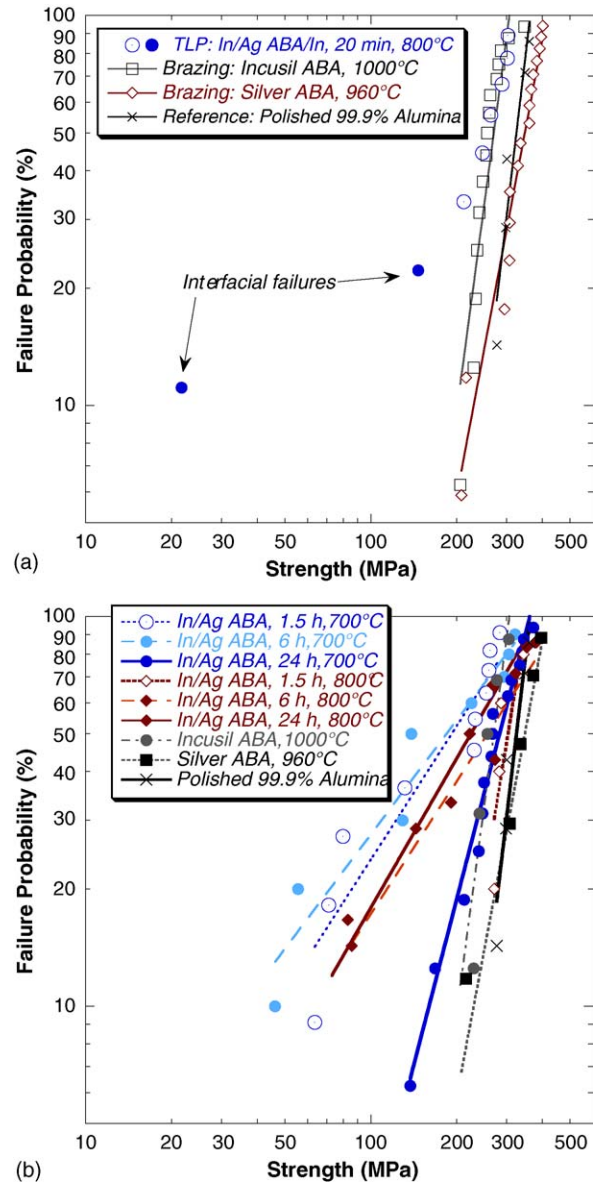 (a)
TLP: In/Ag ABA/In, 20 min, 800°C
Brazing: Incusil ABA, 1000°C
Brazing: Silver ABA, 960°C
Reference: Polished 99.9% Alumina
Interfacial failures
Failure Probability (%)
100
90
80
70
60
50
40
30
20
10
10
20
30
50
100
200
300
500
Strength (MPa)
(b)
In/Ag ABA, 1.5 h,700°C
In/Ag ABA, 6 h,700°C
In/Ag ABA, 24 h,700°C
In/Ag ABA, 1.5 h, 800°C
In/Ag ABA, 6 h, 800°C
In/Ag ABA, 24 h, 800°C
Incusil ABA,1000°C
Silver ABA, 960°C
Polished 99.9% Alumina
Failure Probability (%)
100
90
80
70
60
50
40
30
20
10
10
20
30
50
100
200
300
500
Strength (MPa)